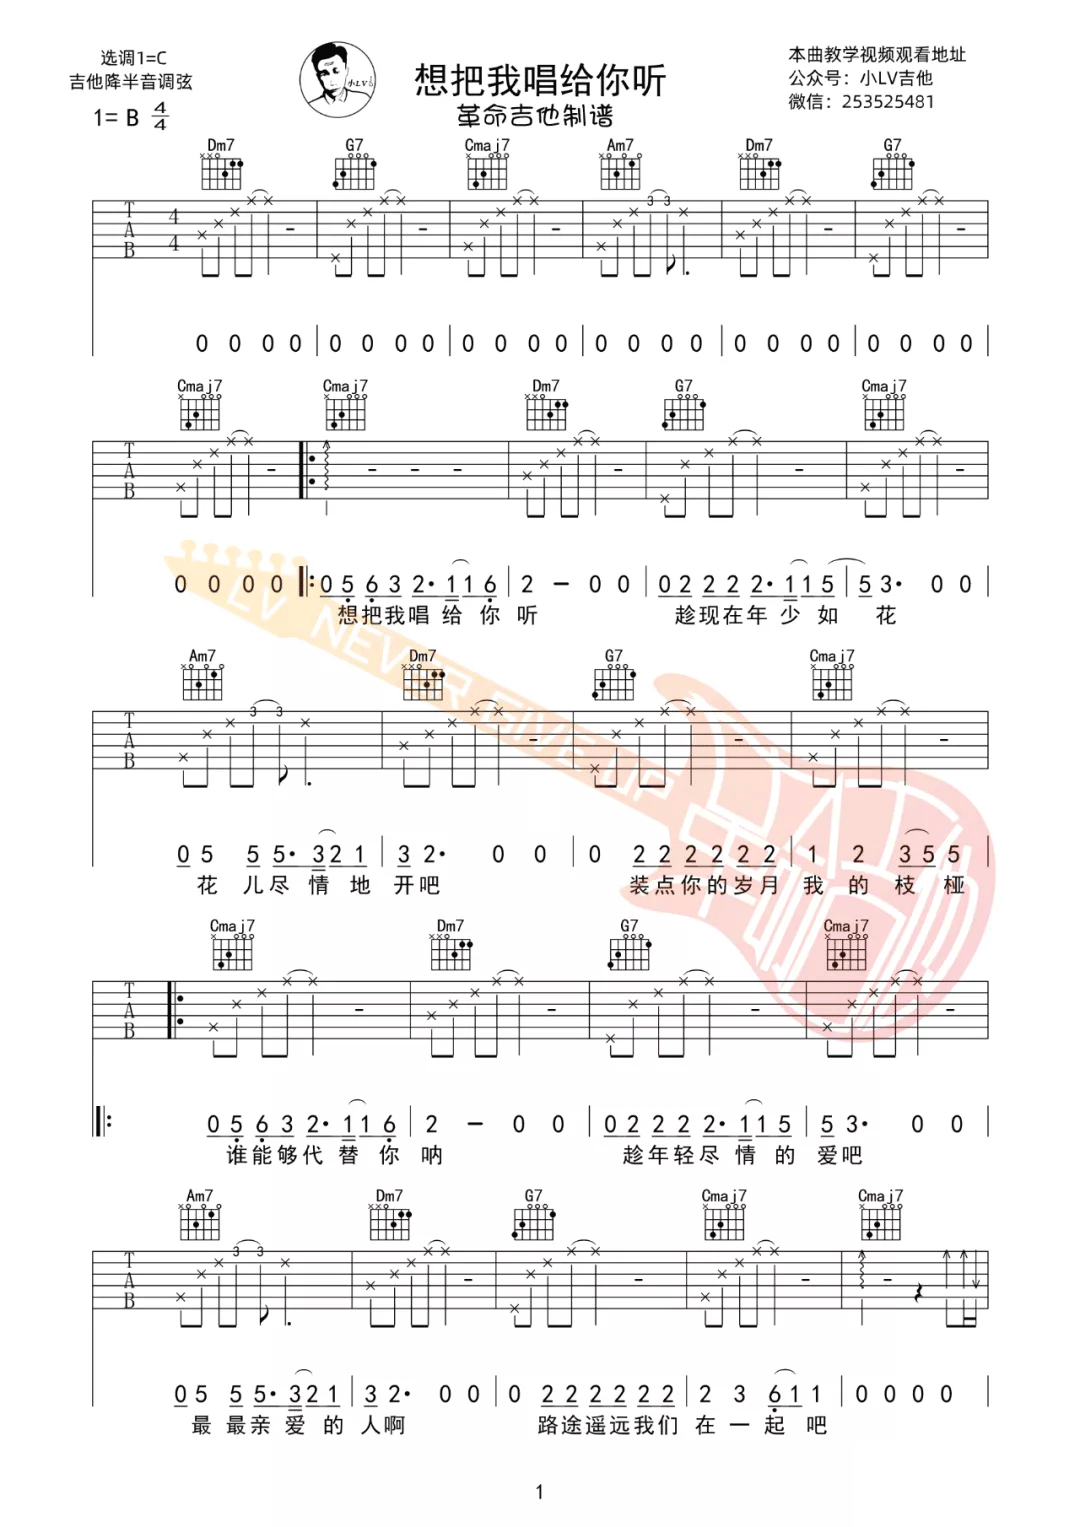 选调1=C
吉他降半音调弦
1= B 4/4
小LV
想把我唱给你听
革命吉他制谱
本曲教学视频观看地址
公众号：小LV吉他
微信：253525481
Dm7 G7 Cmaj7 Am7 Dm7 G7
T A B 4 4 3 3
0 0 0 0 | 0 0 0 0 | 0 0 0 0 | 0 0 0 0 | 0 0 0 0 | 0 0 0 0
Cmaj7 Cmaj7 Dm7 G7 Cmaj7
T A B
0 0 0 0 |: 0 5 6 3 2· 1 1 6 | 2 – 0 0 | 0 2 2 2 2· 1 1 5 | 5 3· 0 0
想把我唱 给 你 听 趁现在年 少 如 花
Am7 Dm7 G7 Cmaj7
T A B 3 3
0 5 5 5· 3 2 1 | 3 2· 0 0 | 0 2 2 2 2 2 2 | 1 2 3 5 5
花 儿尽 情 地 开吧 装点你的岁月 我 的 枝 桠
LV NEVER GIVE UP
Cmaj7 Dm7 G7 Cmaj7
T A B
0 5 6 3 2· 1 1 6 | 2 – 0 0 | 0 2 2 2 2· 1 1 5 | 5 3· 0 0
谁能够代 替 你 呐 趁年轻尽 情 的 爱吧
Am7 Dm7 G7 Cmaj7 Cmaj7
T A B 3 3
0 5 5 5· 3 2 1 | 3 2· 0 0 | 0 2 2 2 2 2 2 | 2 3 6 1 1 | 0 0 0 0
最 最亲 爱 的 人啊 路途遥远我们 在 一 起 吧
1